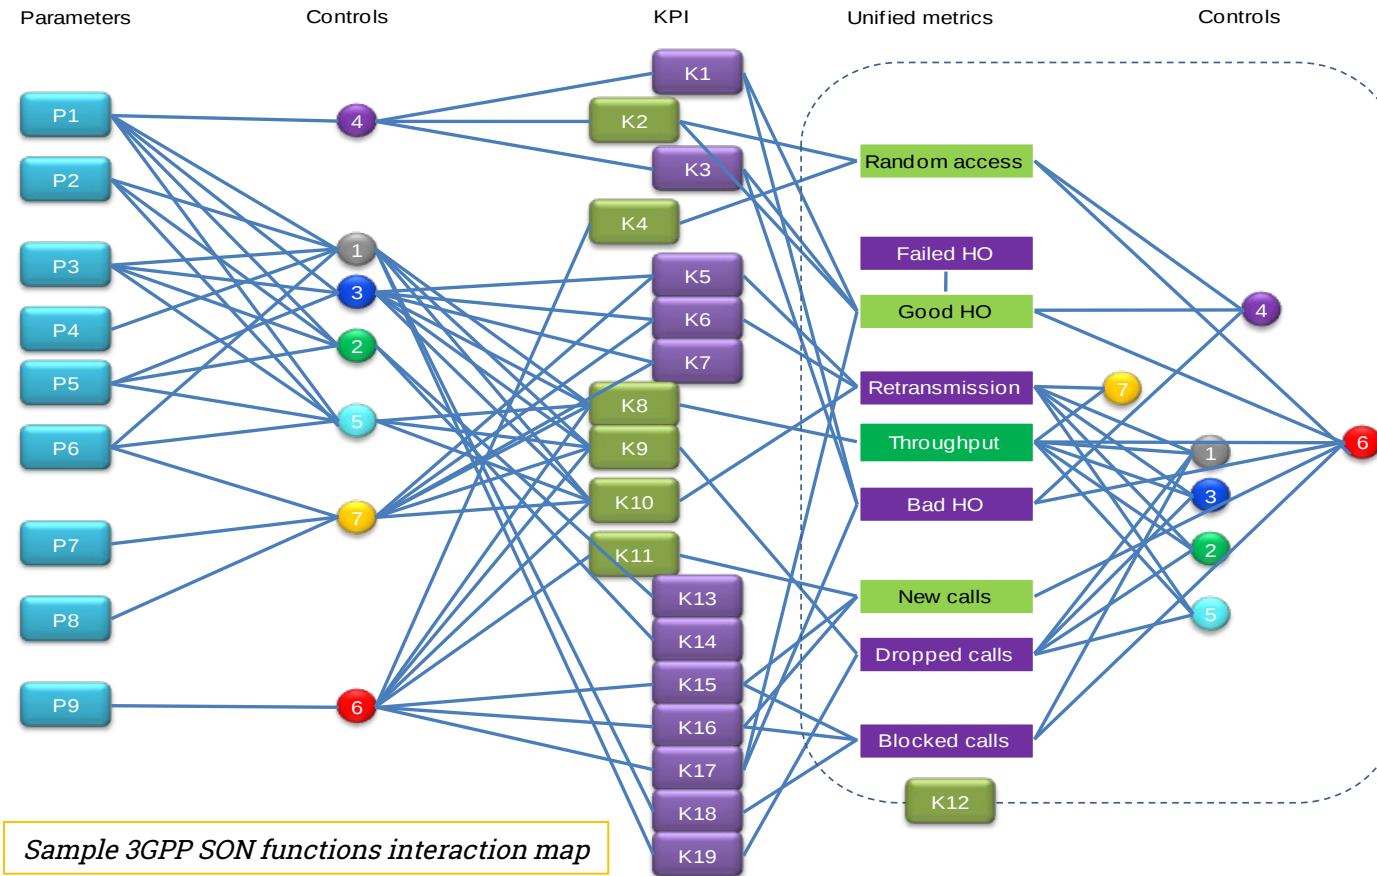 Parameters
Controls
KPI
Unified metrics
Controls
P1
P2
P3
P4
P5
P6
P7
P8
P9
4
1
3
2
5
7
6
K1
K2
K3
K4
K5
K6
K7
K8
K9
K10
K11
K13
K14
K15
K16
K17
K18
K19
Random access
Failed HO
Good HO
Retransmission
Throughput
Bad HO
New calls
Dropped calls
Blocked calls
K12
4
7
6
1
3
2
5
Sample 3GPP SON functions interaction map